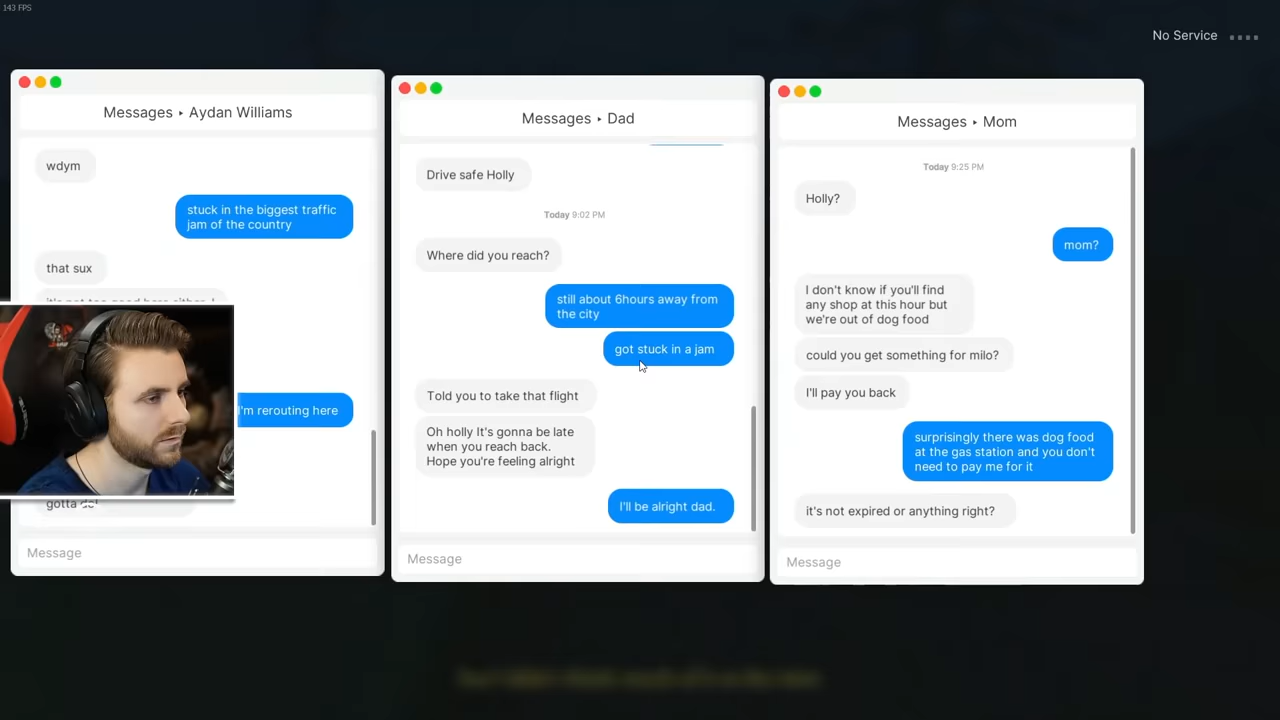 143 FPS
No Service
Messages ▸ Aydan Williams
wdym
stuck in the biggest traffic
jam of the country
that sux
I'm rerouting here
gotta
Message
Messages ▸ Dad
Drive safe Holly
Today 9:02 PM
Where did you reach?
still about 6hours away from
the city
got stuck in a jam
Told you to take that flight
Oh holly It's gonna be late
when you reach back.
Hope you're feeling alright
I'll be alright dad.
Message
Messages ▸ Mom
Today 9:25 PM
Holly?
mom?
I don't know if you'll find
any shop at this hour but
we're out of dog food
could you get something for milo?
I'll pay you back
surprisingly there was dog food
at the gas station and you don't
need to pay me for it
it's not expired or anything right?
Message